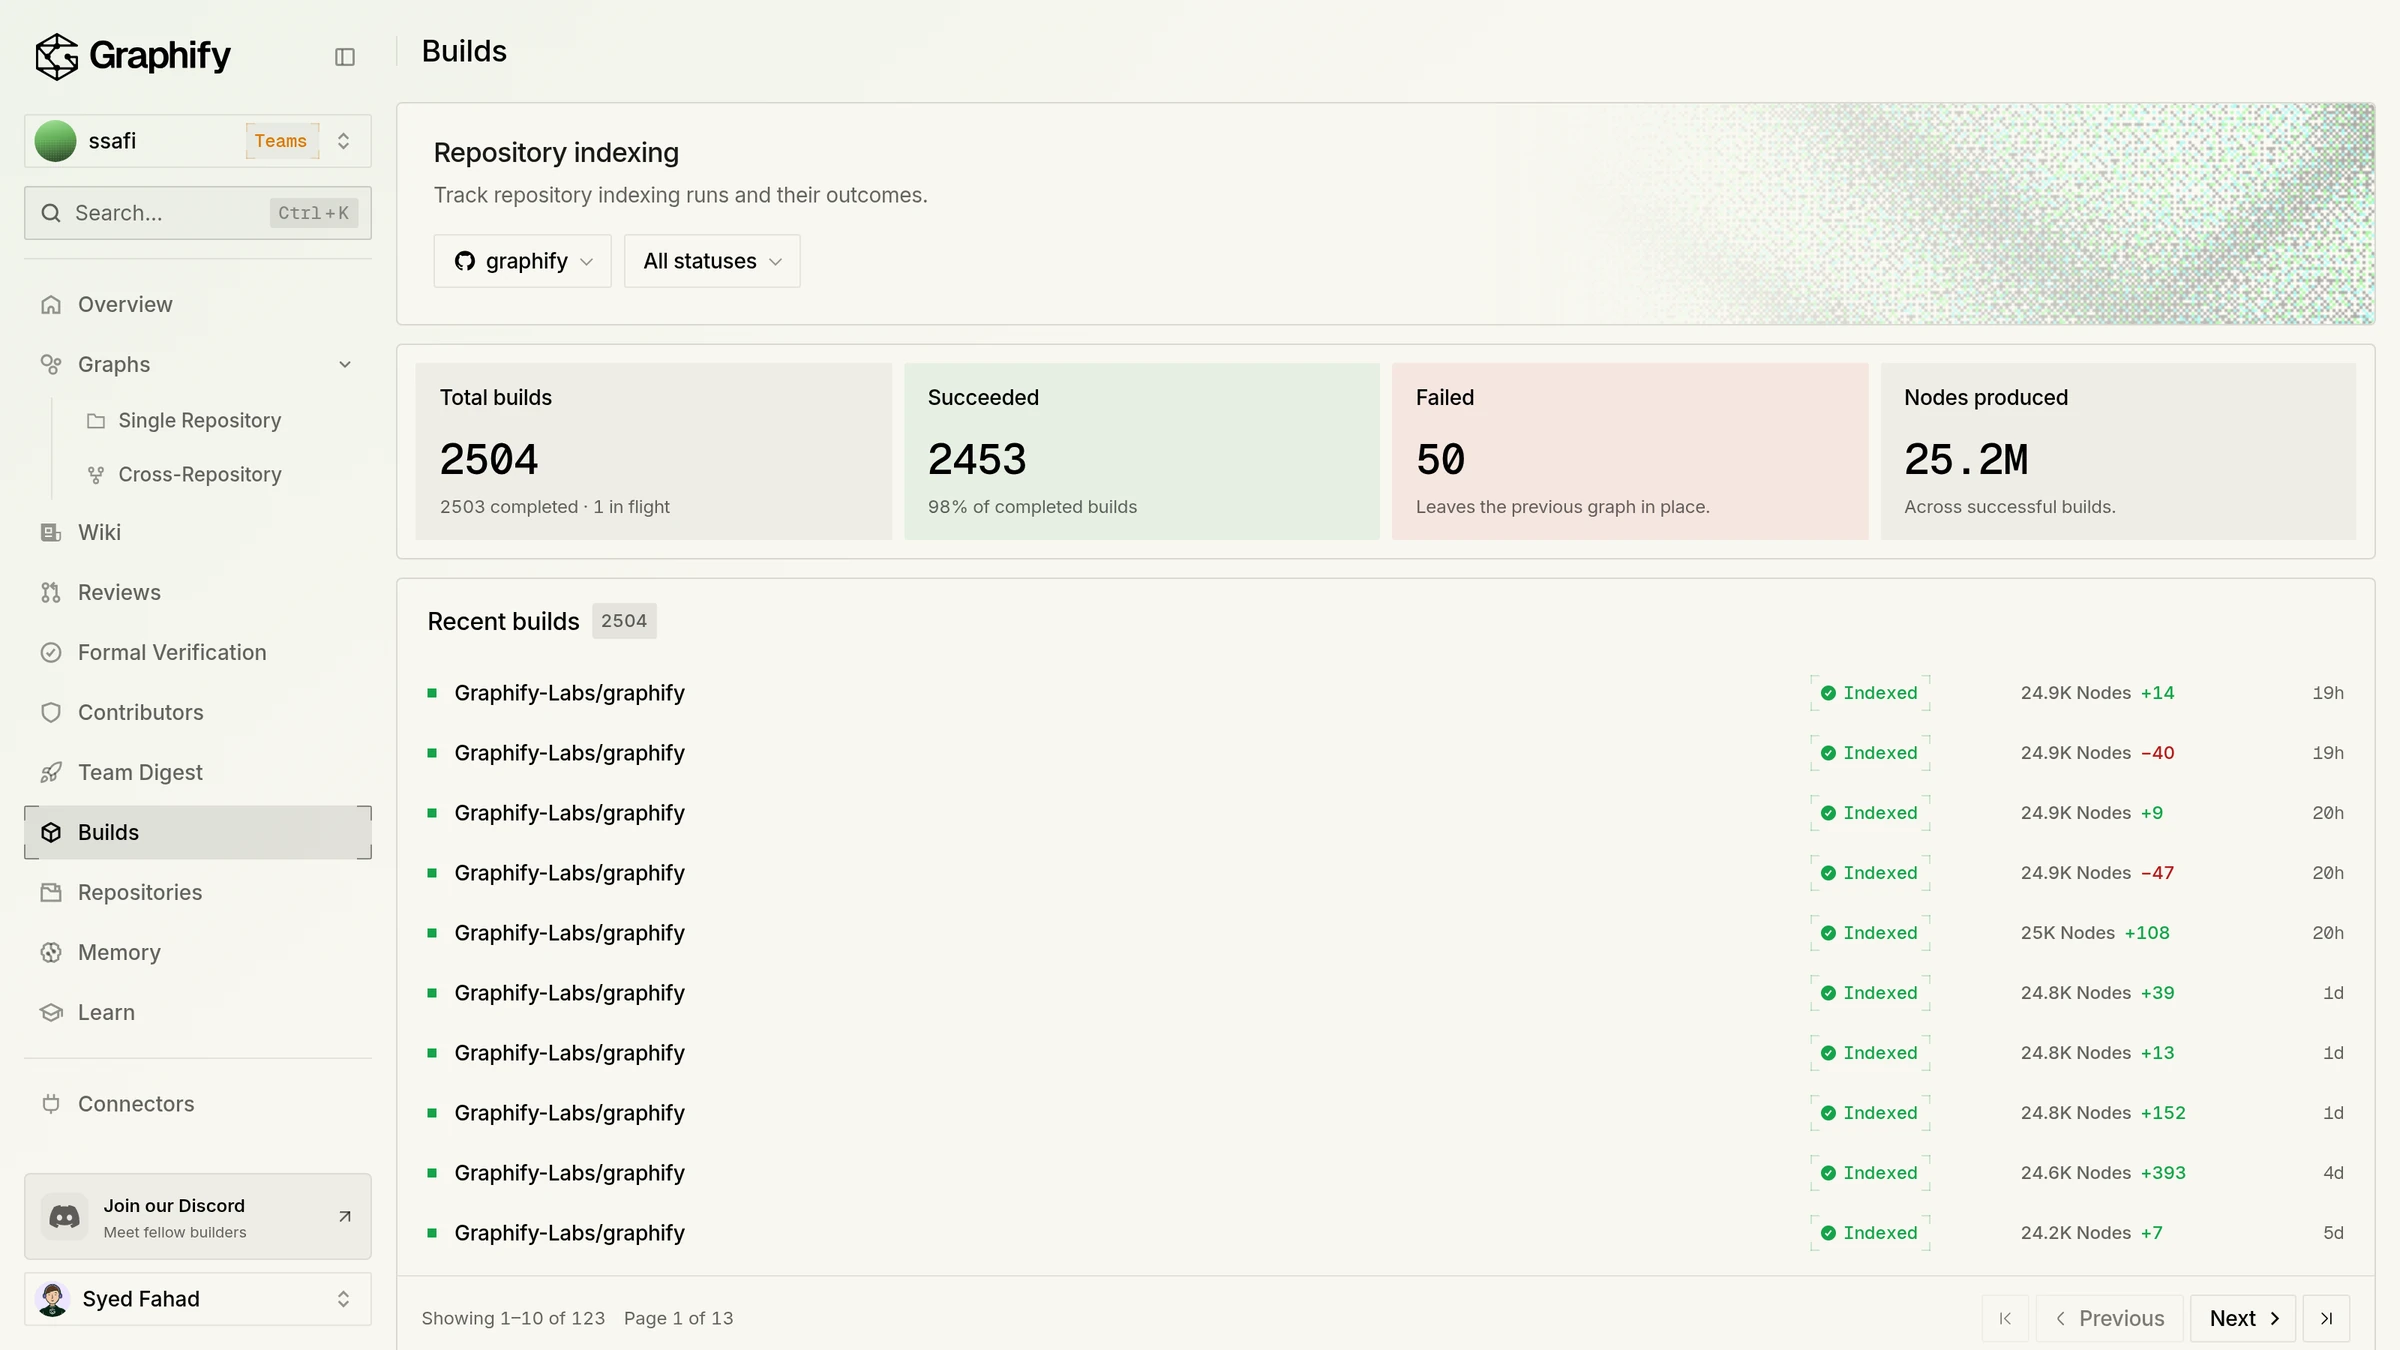 Graphify
ssafi Teams
Search... Ctrl+K
Overview
Graphs
Single Repository
Cross-Repository
Wiki
Reviews
Formal Verification
Contributors
Team Digest
Builds
Repositories
Memory
Learn
Connectors
Join our Discord
Meet fellow builders
Syed Fahad
Builds
Repository indexing
Track repository indexing runs and their outcomes.
graphify All statuses
Total builds
2504
2503 completed · 1 in flight
Succeeded
2453
98% of completed builds
Failed
50
Leaves the previous graph in place.
Nodes produced
25.2M
Across successful builds.
Recent builds 2504
Graphify-Labs/graphify Indexed 24.9K Nodes +14 19h
Graphify-Labs/graphify Indexed 24.9K Nodes −40 19h
Graphify-Labs/graphify Indexed 24.9K Nodes +9 20h
Graphify-Labs/graphify Indexed 24.9K Nodes −47 20h
Graphify-Labs/graphify Indexed 25K Nodes +108 20h
Graphify-Labs/graphify Indexed 24.8K Nodes +39 1d
Graphify-Labs/graphify Indexed 24.8K Nodes +13 1d
Graphify-Labs/graphify Indexed 24.8K Nodes +152 1d
Graphify-Labs/graphify Indexed 24.6K Nodes +393 4d
Graphify-Labs/graphify Indexed 24.2K Nodes +7 5d
Showing 1–10 of 123 Page 1 of 13 Previous Next